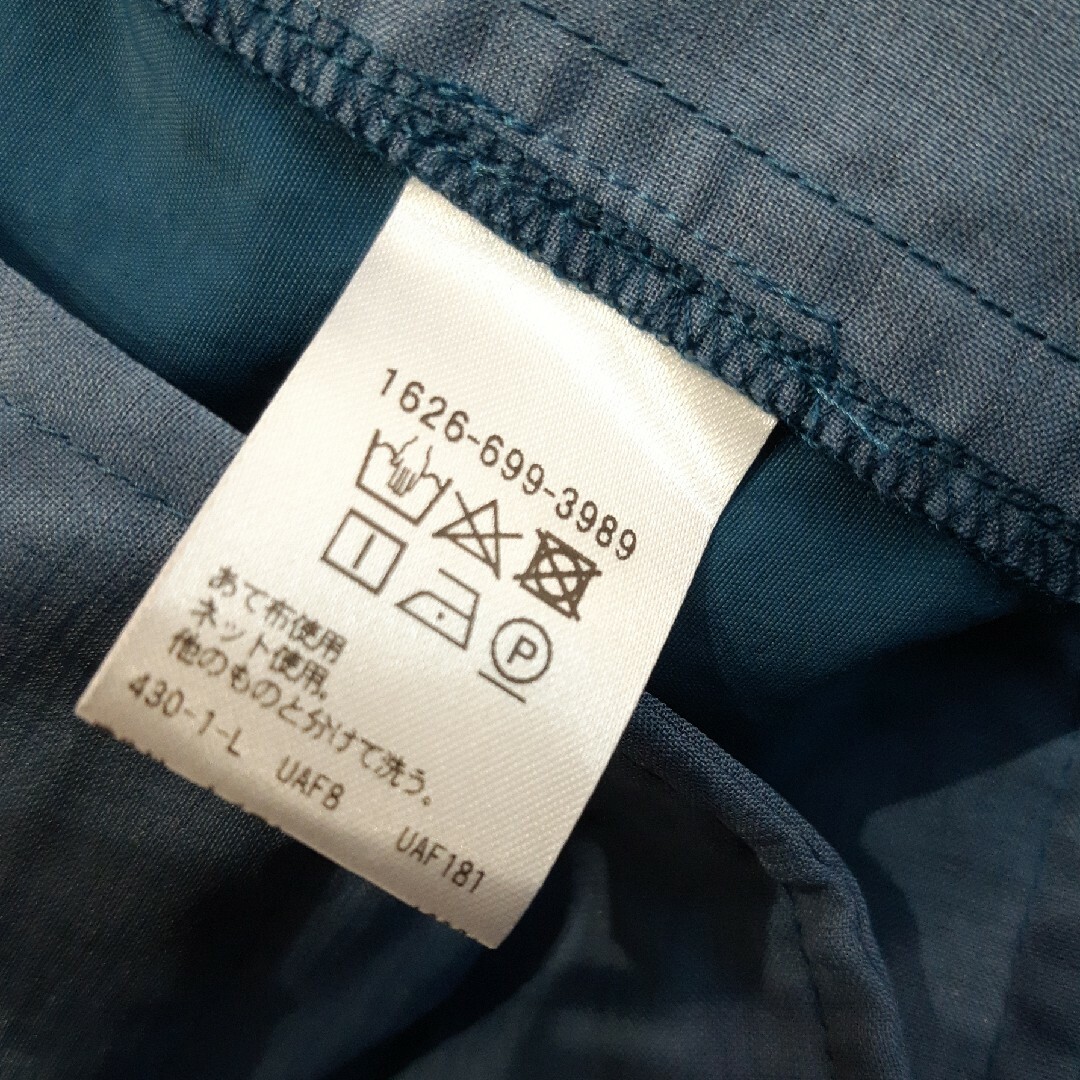 1626-699-3989
P
あて布使用
ネット使用。
他のものと分けて洗う。
430-1-L UAF8 UAF181